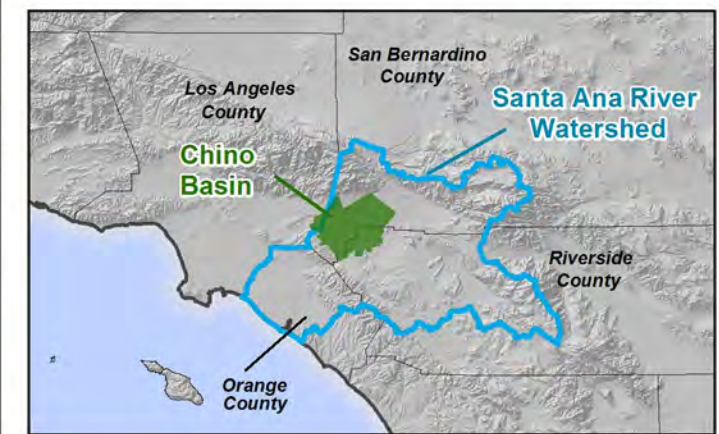 San Bernardino
County
Los Angeles
County
Santa Ana River
Watershed
Chino
Basin
Riverside
County
Orange
County